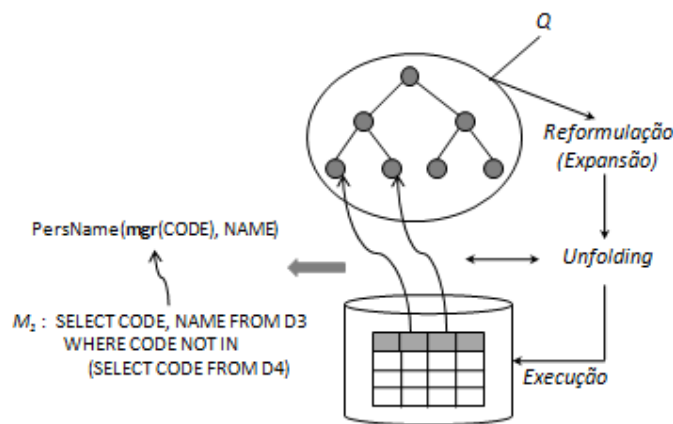 Q
Reformulação
(Expansão)
PersName(mgr(CODE), NAME)
Unfolding
M₂ : SELECT CODE, NAME FROM D3
WHERE CODE NOT IN
(SELECT CODE FROM D4)
Execução